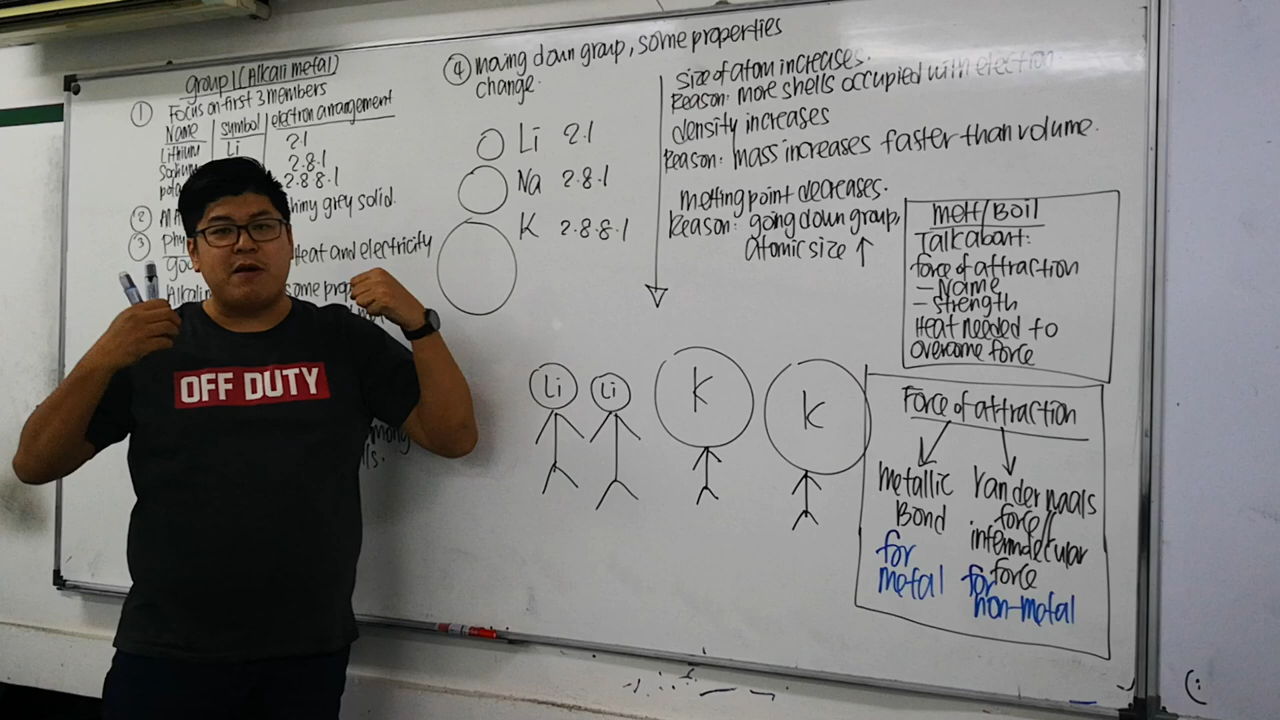 Group 1 (Alkali metal)
① Focus on first 3 members
Name symbol electron arrangement
Lithium Li 2.1
2.8.1
2.8.8.1
② shiny grey solid.
③
heat and electricity
some
④ moving down group, some properties
change.
Li 2.1
Na 2.8.1
K 2.8.8.1
size of atom increases.
Reason: more shells occupied with electron.
density increases
Reason: mass increases faster than volume.
melting point decreases.
Reason: going down group,
atomic size ↑
melt/Boil
Talk about:
force of attraction
- Name
- strength
Heat needed to
overcome force
Li Li K K
Force of attraction
metallic
Bond
for
metal
Van der Waals
force //
intermolecular
force
for
non-metal
OFF DUTY